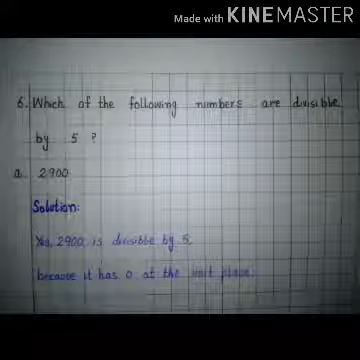 Made with KINEMASTER
6. Which of the following numbers are divisible
by 5 ?
a. 2900
Solution:
Yes, 2900 is divisible by 5,
because it has 0 at the unit place.